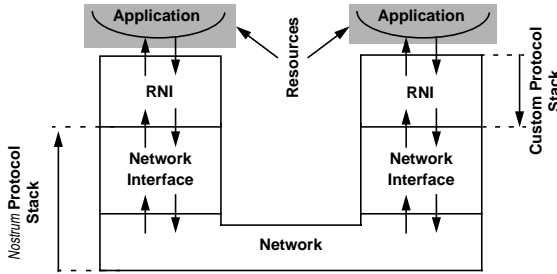 Application
Application
Resources
RNI
RNI
Custom Protocol
Stack
Nostrum Protocol
Stack
Network
Interface
Network
Interface
Network